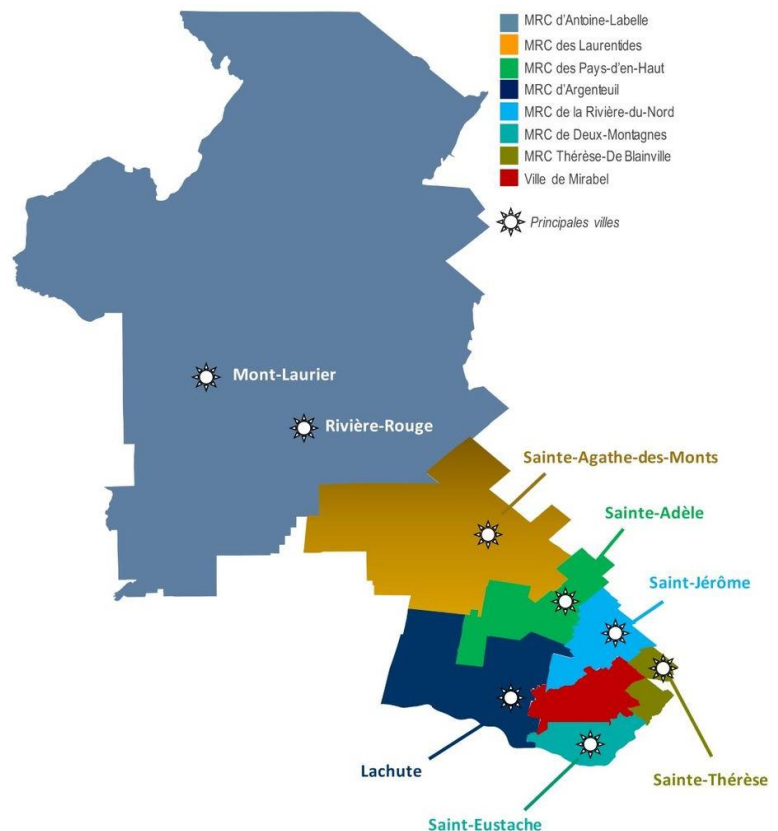 MRC d'Antoine-Labelle
MRC des Laurentides
MRC des Pays-d'en-Haut
MRC d'Argenteuil
MRC de la Rivière-du-Nord
MRC de Deux-Montagnes
MRC Thérèse-De Blainville
Ville de Mirabel
Principales villes
Mont-Laurier
Rivière-Rouge
Sainte-Agathe-des-Monts
Sainte-Adèle
Saint-Jérôme
Lachute
Sainte-Thérèse
Saint-Eustache